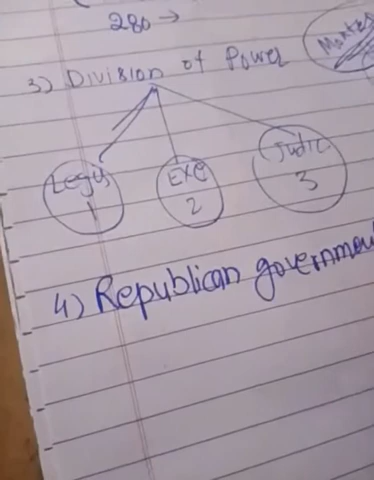 280 →
3) Division of Power
Legis Exe Judic
1 2 3
4) Republican government